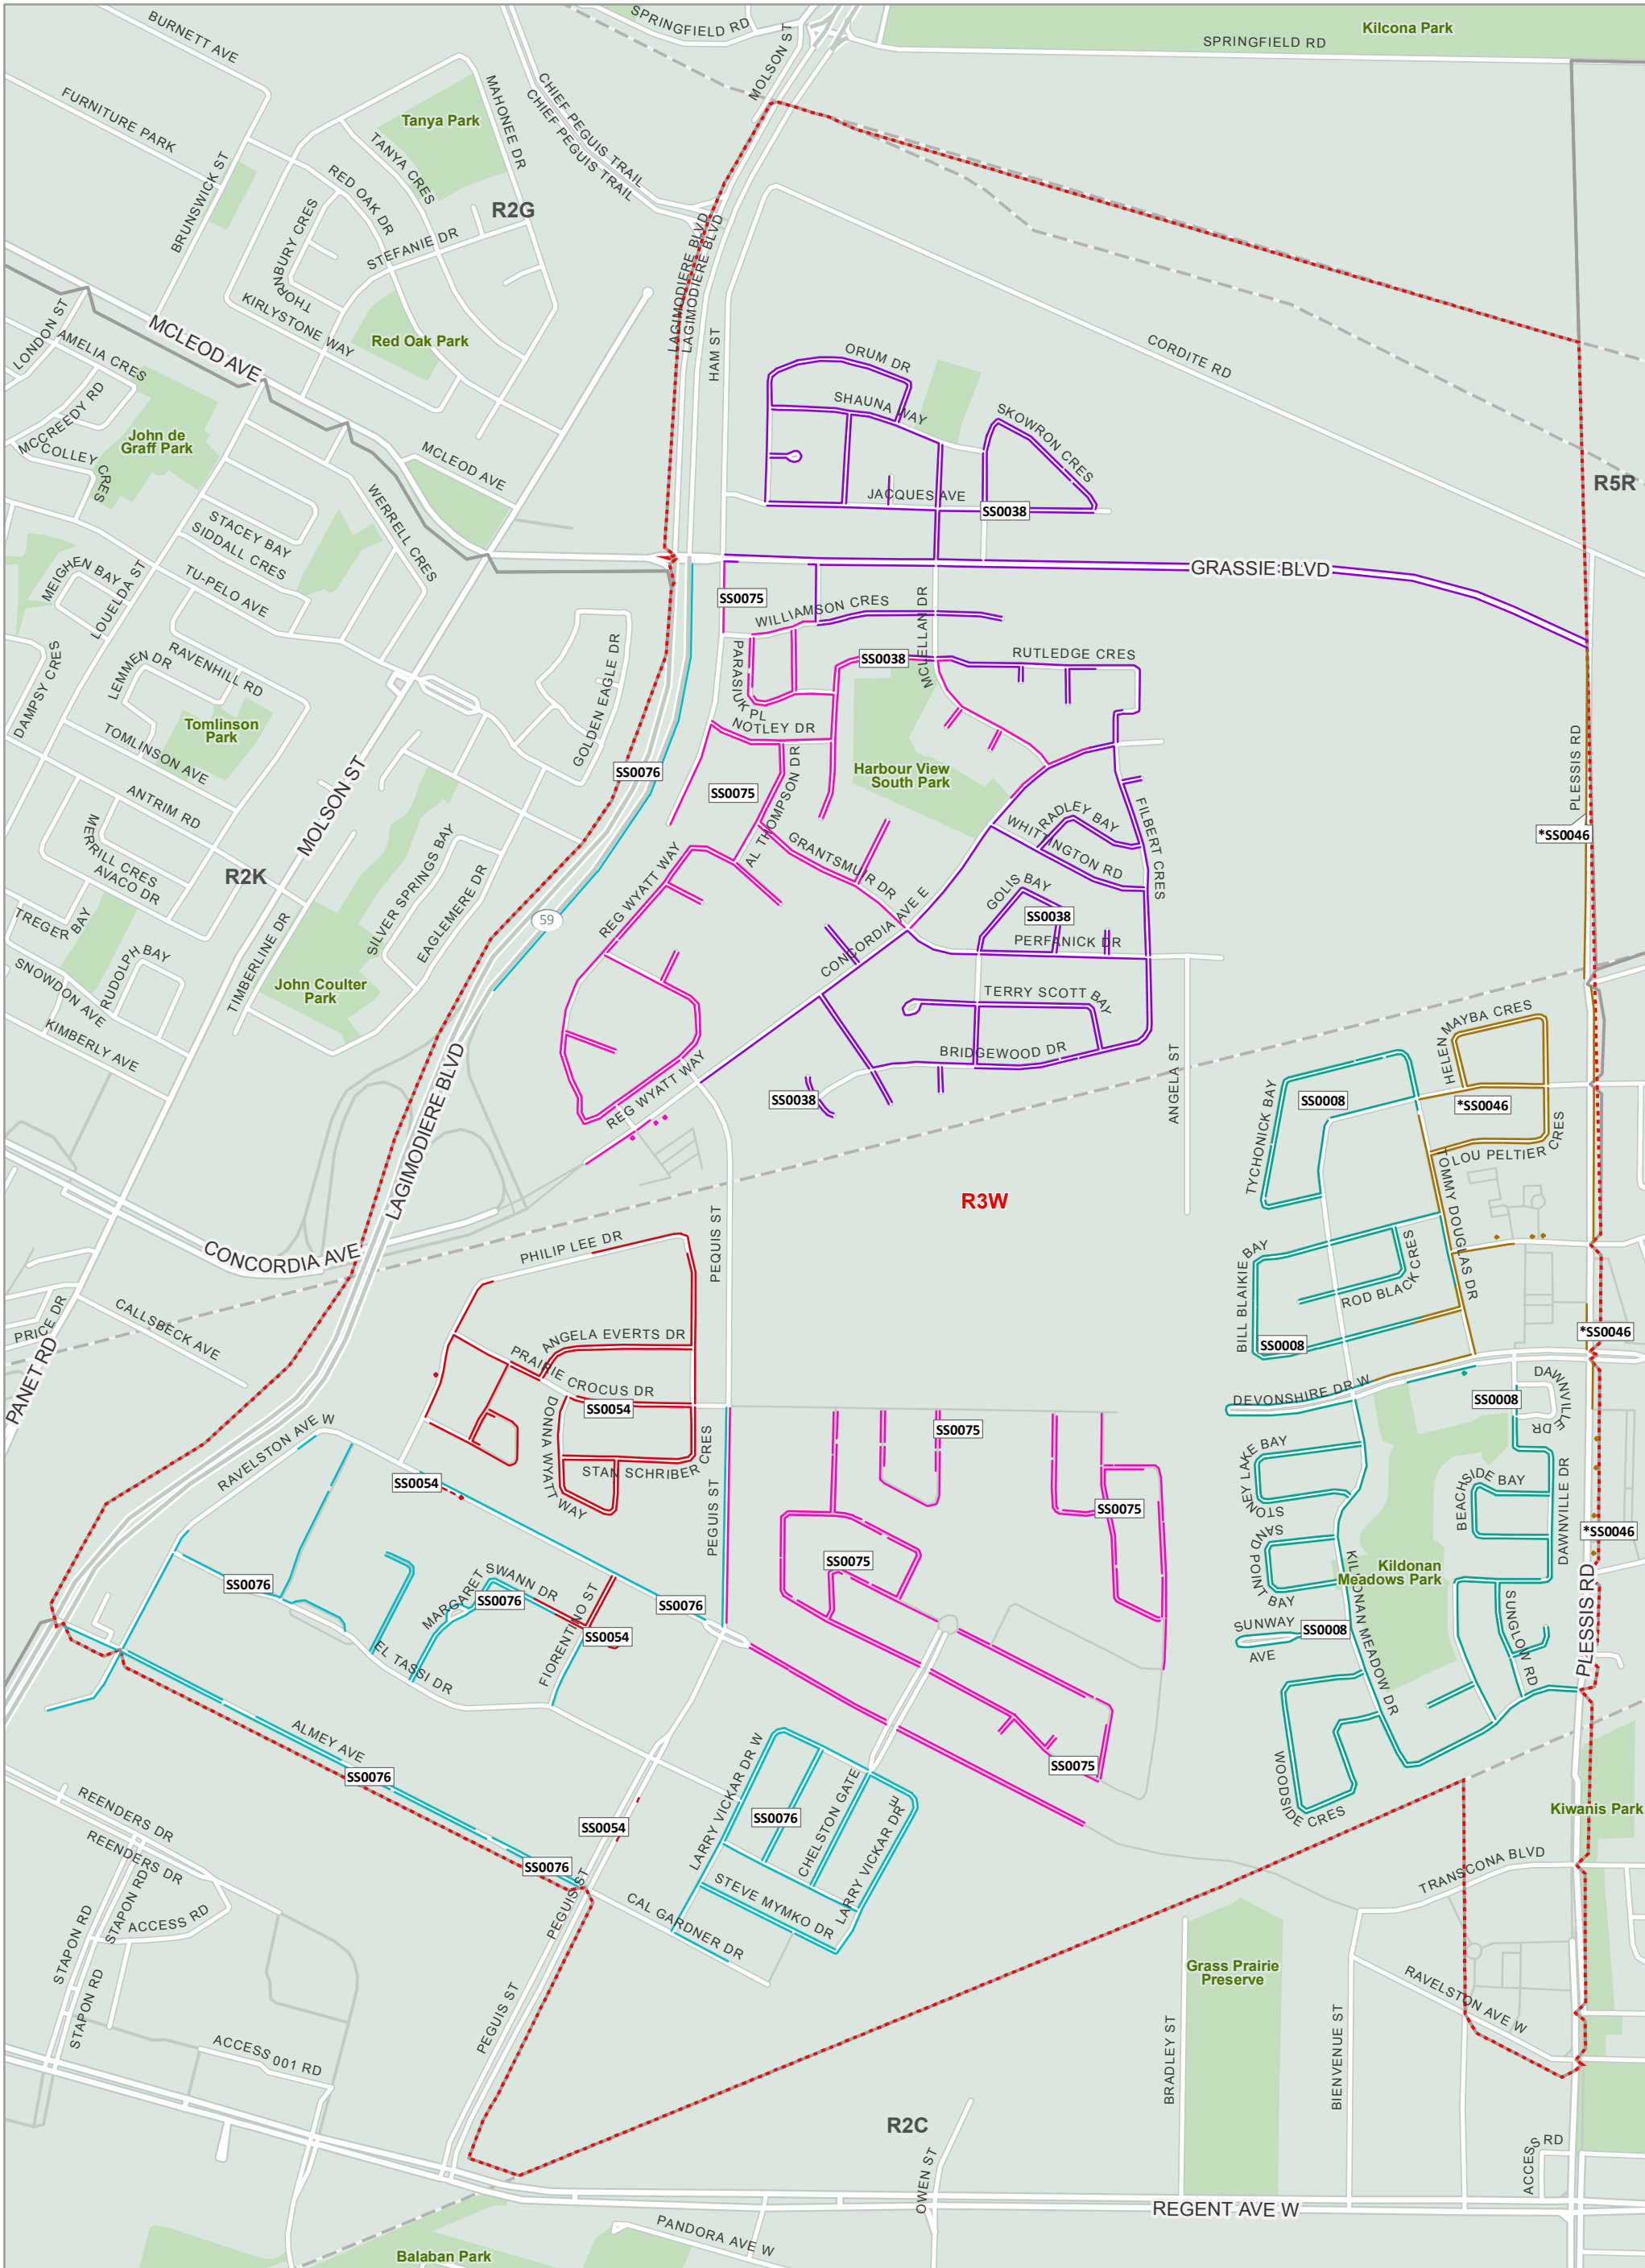 SPRINGFIELD RD
Kilcona Park
SPRINGFIELD RD
BURNETT AVE
MOLSON ST
FURNITURE PARK
MAHONEE DR
CHIEF PEGUIS TRAIL
CHIEF PEGUIS TRAIL
Tanya Park
TANYA CRES
BRUNSWICK ST
RED OAK DR
R2G
STEFANIE DR
THORNBURY CRES
KIRLYSTONE WAY
Red Oak Park
LAGIMODIERE BLVD
LAGIMODIERE BLVD
HAM ST
CORDITE RD
LONDON ST
MCLEOD AVE
AMELIA CRES
MCCREEDY RD
John de
Graff Park
COLLEY CRES
MCLEOD AVE
ORUM DR
SHAUNA WAY
SKOWRON CRES
JACQUES AVE
SS0038
R5R
STACEY BAY
SIDDALL CRES
WERRELL CRES
MEIGHEN BAY
LOUELDA ST
TU-PELO AVE
GRASSIE BLVD
SS0075
WILLIAMSON CRES
MCLELLAN DR
SS0038
RUTLEDGE CRES
PARASIUK PL
NOTLEY DR
RAVENHILL RD
LEMMEN DR
DAMPSY CRES
Tomlinson
Park
TOMLINSON AVE
GOLDEN EAGLE DR
SS0076
SS0075
AL THOMPSON DR
Harbour View
South Park
PLESSIS RD
*SS0046
ANTRIM RD
MERRILL CRES
AVACO DR
MOLSON ST
R2K
TREGER BAY
SILVER SPRINGS BAY
EAGLEMERE DR
REG WYATT WAY
GRANTSMUIR DR
RADLEY BAY
WHITTINGTON RD
FILBERT CRES
GOLIS BAY
SS0038
PERFANICK DR
CONCORDIA AVE E
59
RUDOLPH BAY
SNOWDON AVE
TIMBERLINE DR
John Coulter
Park
KIMBERLY AVE
TERRY SCOTT BAY
BRIDGEWOOD DR
ANGELA ST
SS0038
REG WYATT WAY
HELEN MAYBA CRES
TYCHONICK BAY
SS0008
*SS0046
LOU PELTIER CRES
LAGIMODIERE BLVD
R3W
TOMMY DOUGLAS DR
CONCORDIA AVE
PHILIP LEE DR
PEQUIS ST
BILL BLAIKIE BAY
ROD BLACK CRES
SS0008
*SS0046
PRICE DR
CALLSBECK AVE
PANET RD
ANGELA EVERTS DR
PRAIRIE CROCUS DR
SS0054
DONNA WYATT WAY
STAN SCHRIBER CRES
DEVONSHIRE DR W
SS0008
DAWNVILLE DR
RAVELSTON AVE W
SS0054
PEGUIS ST
SS0075
SS0075
STONEY LAKE BAY
BEACHSIDE BAY
DAWNVILLE DR
*SS0046
SAND POINT BAY
Kildonan
Meadows Park
SS0075
SS0076
SWANN DR
MARGARET
SS0076
FIORENTINO ST
SS0076
SS0054
EL TASSI DR
SUNWAY AVE
SS0008
KILDONAN MEADOW DR
SUNGLOW RD
PLESSIS RD
ALMEY AVE
SS0076
LARRY VICKAR DR W
SS0076
CHELSTON GATE
LARRY VICKAR DR E
SS0075
WOODSIDE CRES
Kiwanis Park
REENDERS DR
REENDERS DR
SS0054
SS0076
PEGUIS ST
STEVE MYMKO DR
CAL GARDNER DR
TRANSCONA BLVD
STAPON RD
STAPON RD
ACCESS RD
STAPON RD
PEGUIS ST
Grass Prairie
Preserve
RAVELSTON AVE W
BRADLEY ST
BIENVENUE ST
ACCESS 001 RD
R2C
OWEN ST
ACCESS RD
REGENT AVE W
PANDORA AVE W
Balaban Park